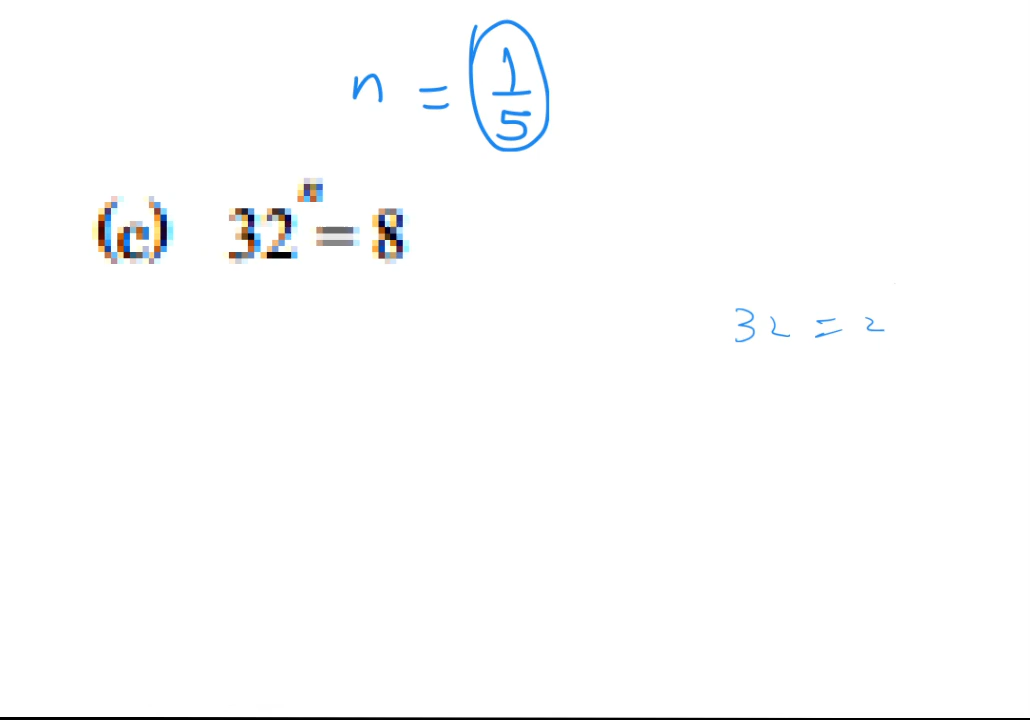 n = 1/5
(c) 32ⁿ = 8
32 = 2